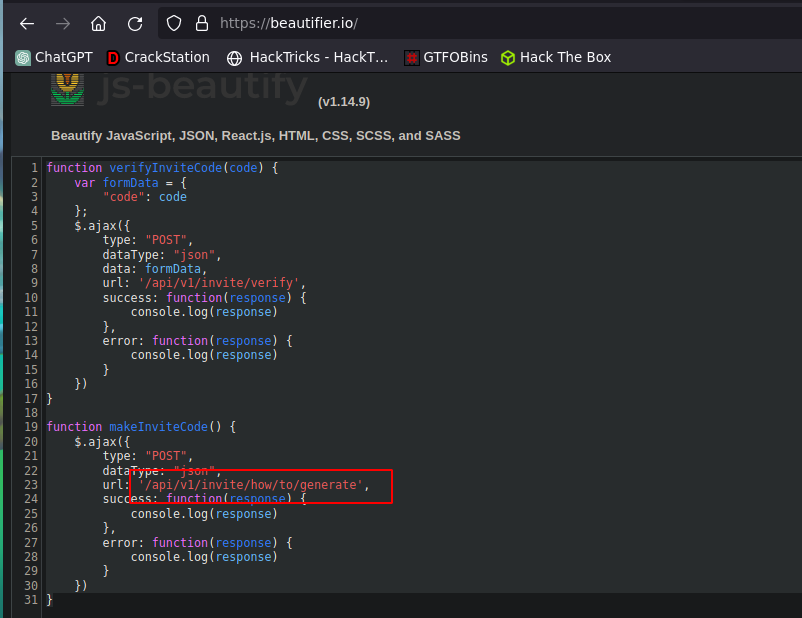 https://beautifier.io/
ChatGPT CrackStation HackTricks - HackT… GTFOBins Hack The Box
js-beautify (v1.14.9)
Beautify JavaScript, JSON, React.js, HTML, CSS, SCSS, and SASS
1 function verifyInviteCode(code) {
2     var formData = {
3         "code": code
4     };
5     $.ajax({
6         type: "POST",
7         dataType: "json",
8         data: formData,
9         url: '/api/v1/invite/verify',
10         success: function(response) {
11             console.log(response)
12         },
13         error: function(response) {
14             console.log(response)
15         }
16     })
17 }
18
19 function makeInviteCode() {
20     $.ajax({
21         type: "POST",
22         dataType: "json",
23         url: '/api/v1/invite/how/to/generate',
24         success: function(response) {
25             console.log(response)
26         },
27         error: function(response) {
28             console.log(response)
29         }
30     })
31 }